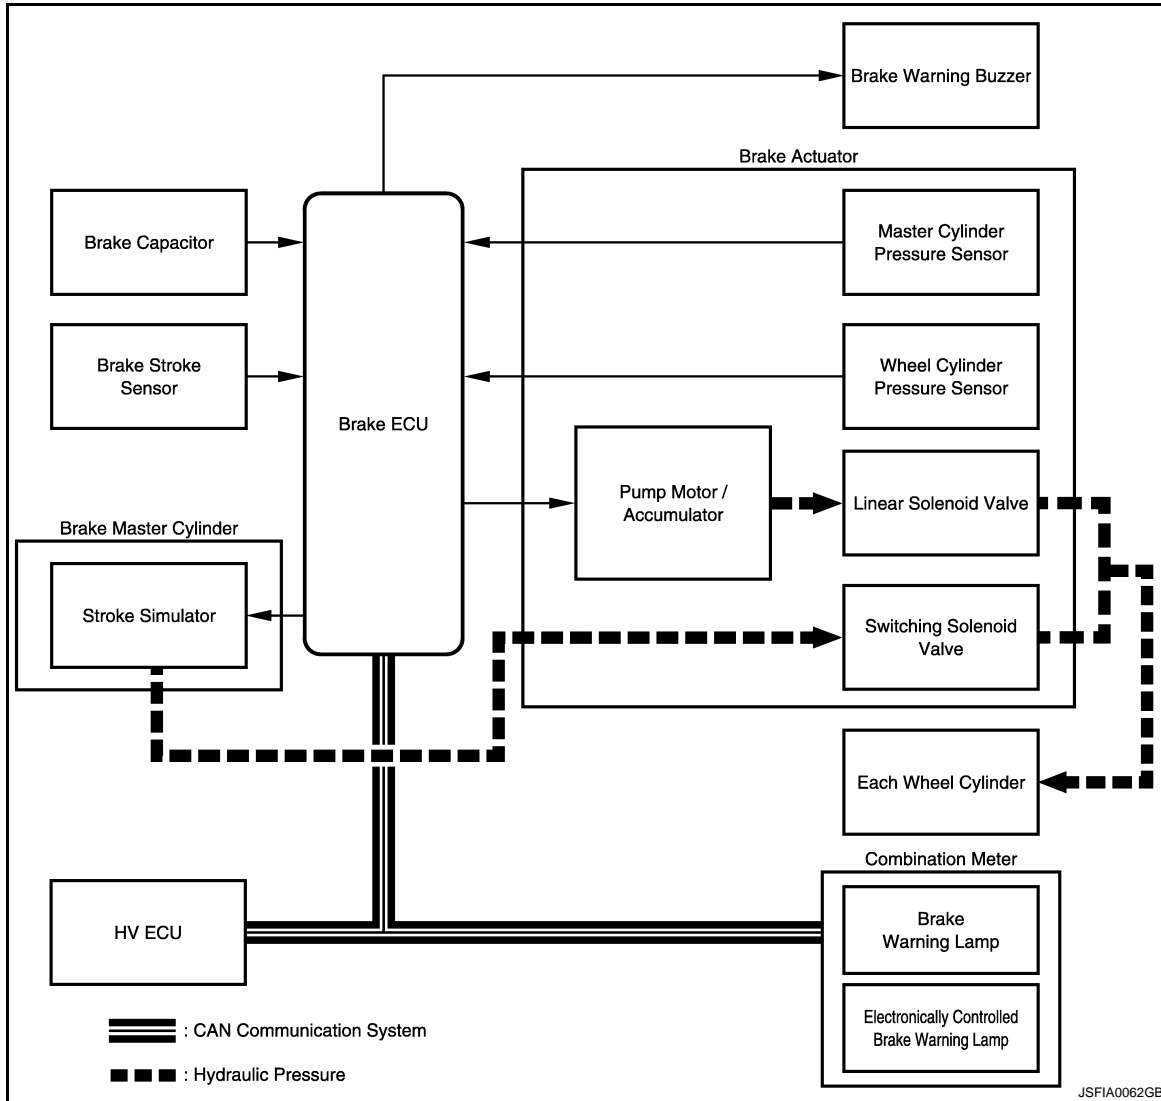 Brake Warning Buzzer
Brake Actuator
Brake Capacitor
Master Cylinder
Pressure Sensor
Brake Stroke
Sensor
Wheel Cylinder
Pressure Sensor
Brake ECU
Pump Motor /
Accumulator
Linear Solenoid Valve
Brake Master Cylinder
Stroke Simulator
Switching Solenoid
Valve
Each Wheel Cylinder
Combination Meter
HV ECU
Brake
Warning Lamp
Electronically Controlled
Brake Warning Lamp
: CAN Communication System
: Hydraulic Pressure
JSFIA0062GB